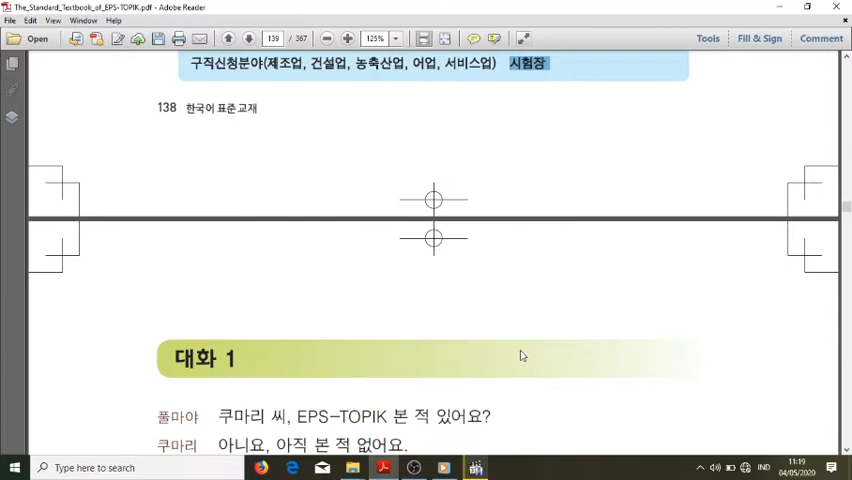 The_Standard_Textbook_of_EPS-TOPIK.pdf - Adobe Reader
File Edit View Window Help
Open 139 / 367 125% Tools Fill & Sign Comment
구직신청분야(제조업, 건설업, 농축산업, 어업, 서비스업) 시험장
138 한국어 표준 교재
대화 1
풀마야 쿠마리 씨, EPS-TOPIK 본 적 있어요?
쿠마리 아니요, 아직 본 적 없어요.
Type here to search IND 11:19
04/05/2020